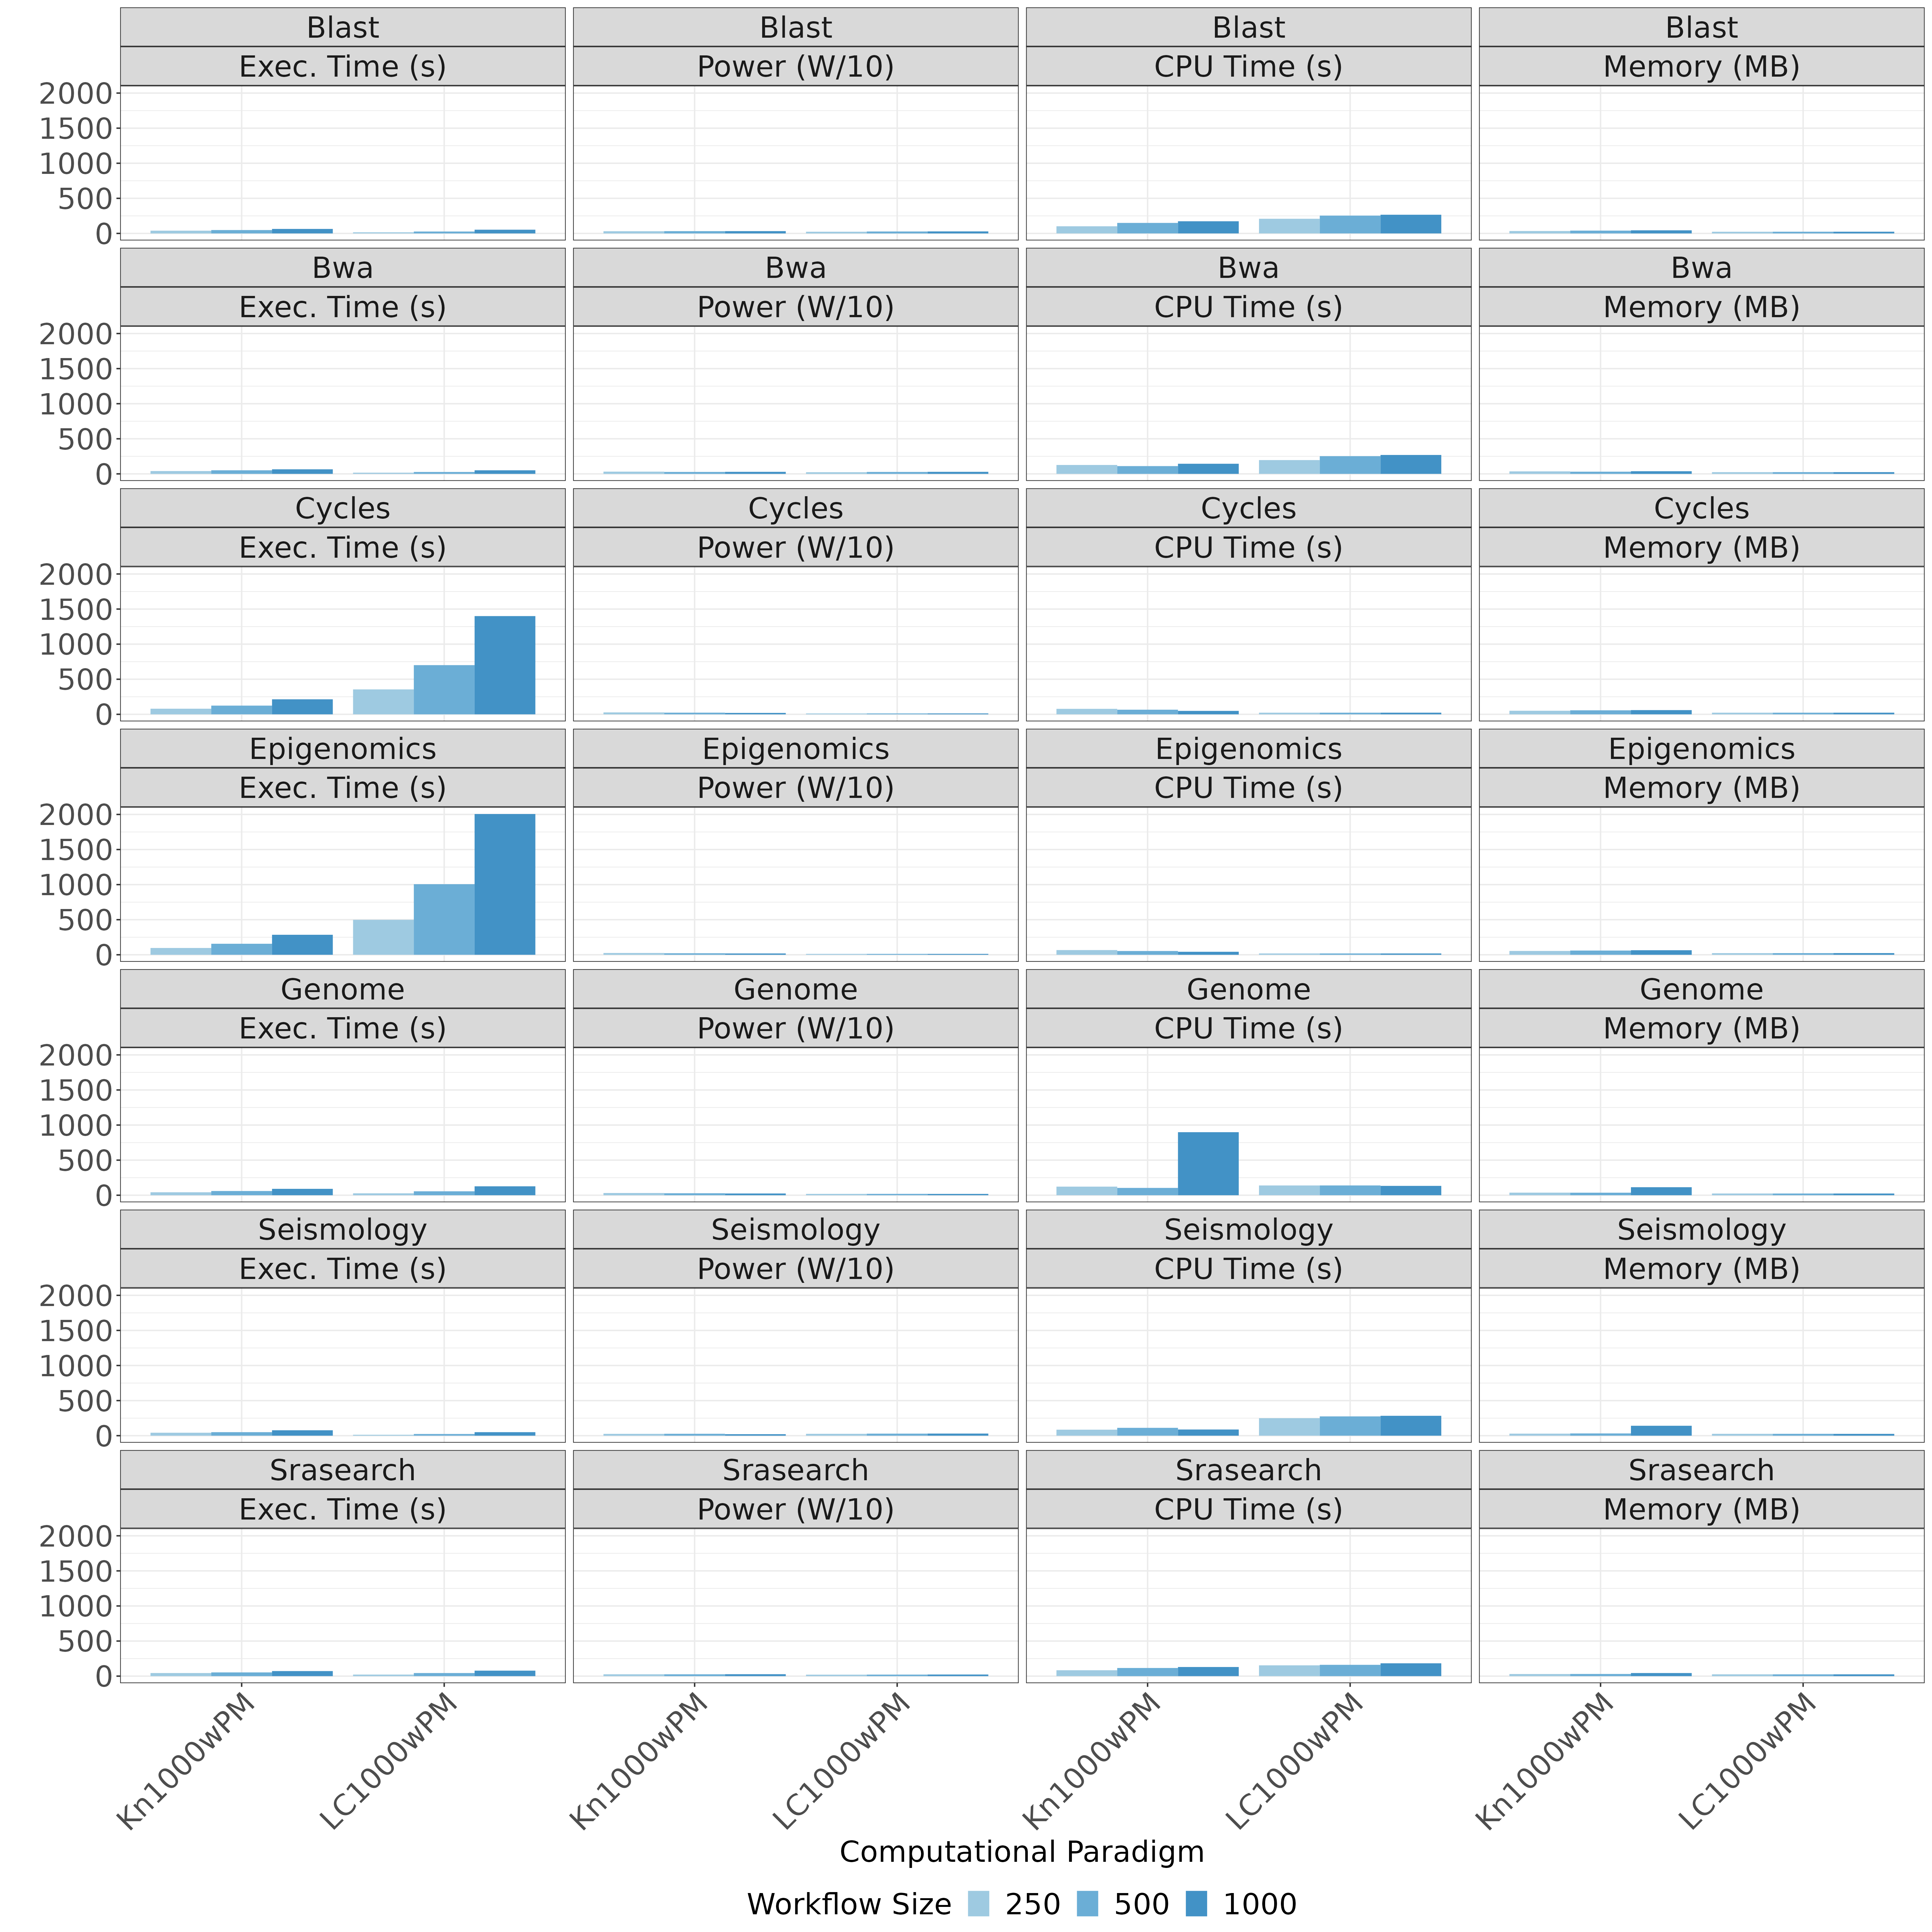 Blast Blast Blast Blast
Exec. Time (s) Power (W/10) CPU Time (s) Memory (MB)
2000
1500
1000
500
0
Bwa Bwa Bwa Bwa
Exec. Time (s) Power (W/10) CPU Time (s) Memory (MB)
2000
1500
1000
500
0
Cycles Cycles Cycles Cycles
Exec. Time (s) Power (W/10) CPU Time (s) Memory (MB)
2000
1500
1000
500
0
Epigenomics Epigenomics Epigenomics Epigenomics
Exec. Time (s) Power (W/10) CPU Time (s) Memory (MB)
2000
1500
1000
500
0
Genome Genome Genome Genome
Exec. Time (s) Power (W/10) CPU Time (s) Memory (MB)
2000
1500
1000
500
0
Seismology Seismology Seismology Seismology
Exec. Time (s) Power (W/10) CPU Time (s) Memory (MB)
2000
1500
1000
500
0
Srasearch Srasearch Srasearch Srasearch
Exec. Time (s) Power (W/10) CPU Time (s) Memory (MB)
2000
1500
1000
500
0
Kn1000wPM LC1000wPM Kn1000wPM LC1000wPM Kn1000wPM LC1000wPM Kn1000wPM LC1000wPM
Computational Paradigm
Workflow Size 250 500 1000